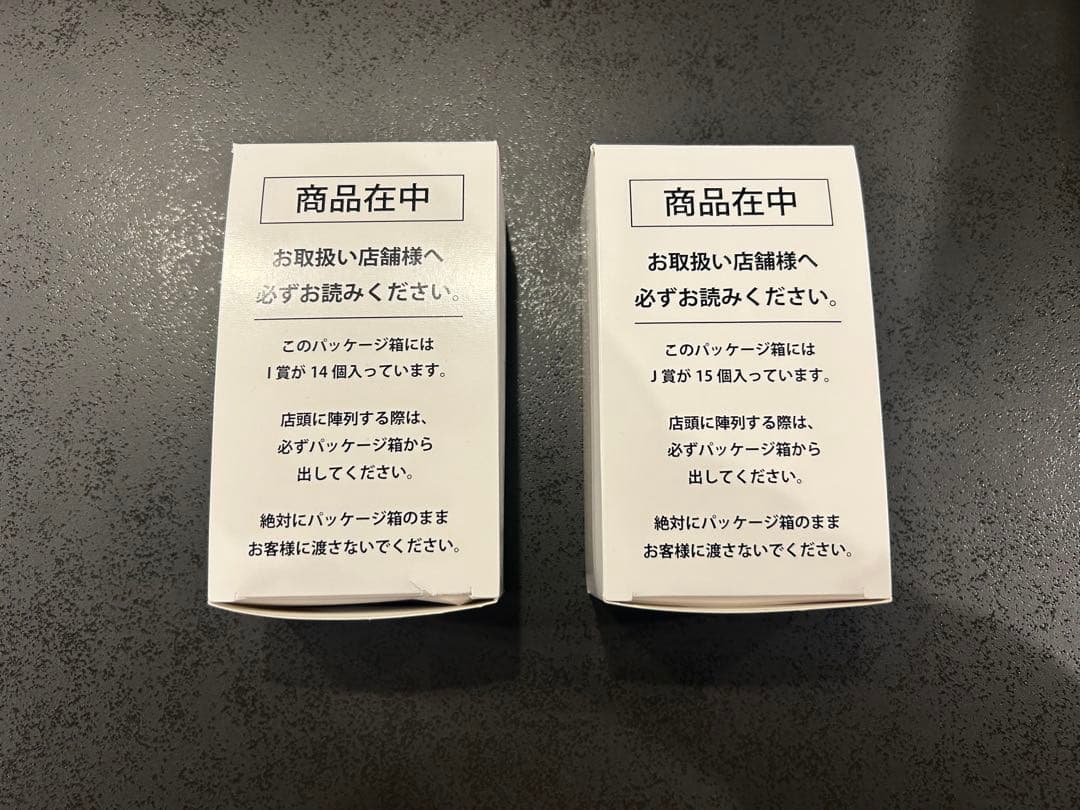 商品在中
お取扱い店舗様へ
必ずお読みください。
このパッケージ箱には
I 賞が 14 個入っています。
店頭に陣列する際は、
必ずパッケージ箱から
出してください。
絶対にパッケージ箱のまま
お客様に渡さないでください。
商品在中
お取扱い店舗様へ
必ずお読みください。
このパッケージ箱には
J 賞が 15 個入っています。
店頭に陣列する際は、
必ずパッケージ箱から
出してください。
絶対にパッケージ箱のまま
お客様に渡さないでください。